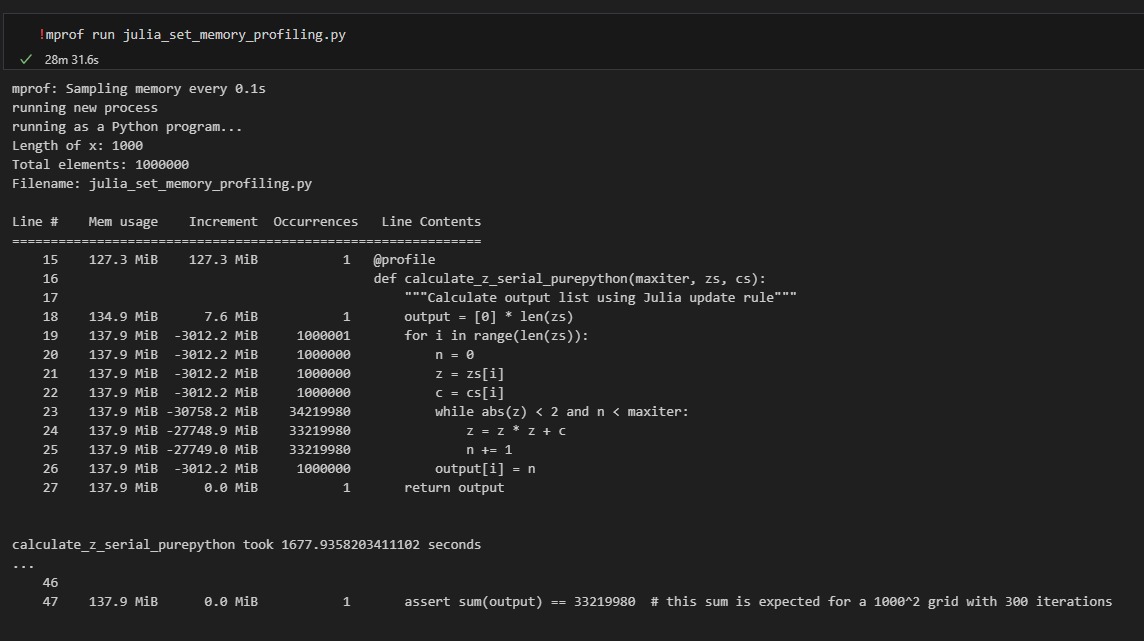 !mprof run julia_set_memory_profiling.py
28m 31.6s
mprof: Sampling memory every 0.1s
running new process
running as a Python program...
Length of x: 1000
Total elements: 1000000
Filename: julia_set_memory_profiling.py
Line #    Mem usage    Increment  Occurrences   Line Contents
=============================================================
    15    127.3 MiB    127.3 MiB           1   @profile
    16                                         def calculate_z_serial_purepython(maxiter, zs, cs):
    17                                             """Calculate output list using Julia update rule"""
    18    134.9 MiB      7.6 MiB           1       output = [0] * len(zs)
    19    137.9 MiB  -3012.2 MiB     1000001       for i in range(len(zs)):
    20    137.9 MiB  -3012.2 MiB     1000000           n = 0
    21    137.9 MiB  -3012.2 MiB     1000000           z = zs[i]
    22    137.9 MiB  -3012.2 MiB     1000000           c = cs[i]
    23    137.9 MiB -30758.2 MiB    34219980           while abs(z) < 2 and n < maxiter:
    24    137.9 MiB -27748.9 MiB    33219980               z = z * z + c
    25    137.9 MiB -27749.0 MiB    33219980               n += 1
    26    137.9 MiB  -3012.2 MiB     1000000           output[i] = n
    27    137.9 MiB      0.0 MiB           1       return output
calculate_z_serial_purepython took 1677.9358203411102 seconds
...
    46
    47    137.9 MiB      0.0 MiB           1       assert sum(output) == 33219980  # this sum is expected for a 1000^2 grid with 300 iterations